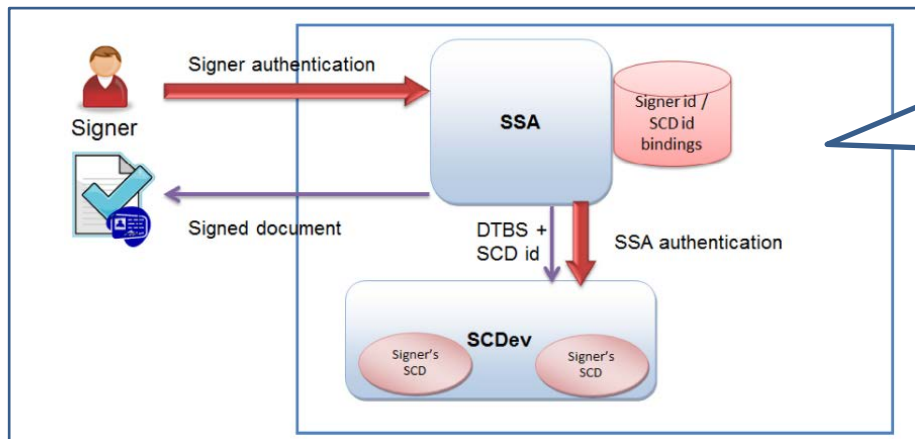 Signer authentication
Signer
SSA
Signer id /
SCD id
bindings
Signed document
DTBS +
SCD id
SSA authentication
SCDev
Signer's
SCD
Signer's
SCD